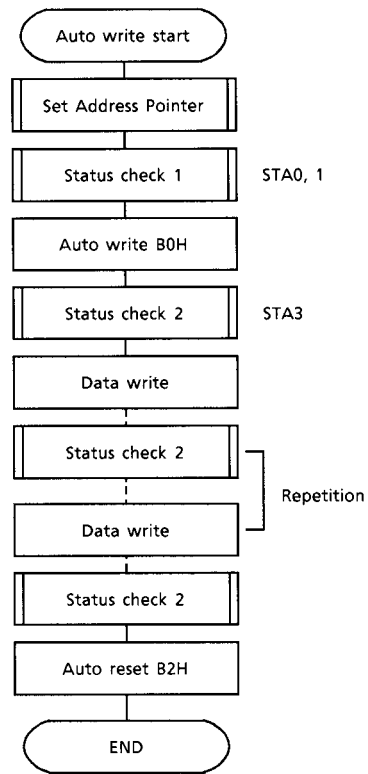 Auto write start
Set Address Pointer
Status check 1
STA0, 1
Auto write B0H
Status check 2
STA3
Data write
Status check 2
Repetition
Data write
Status check 2
Auto reset B2H
END